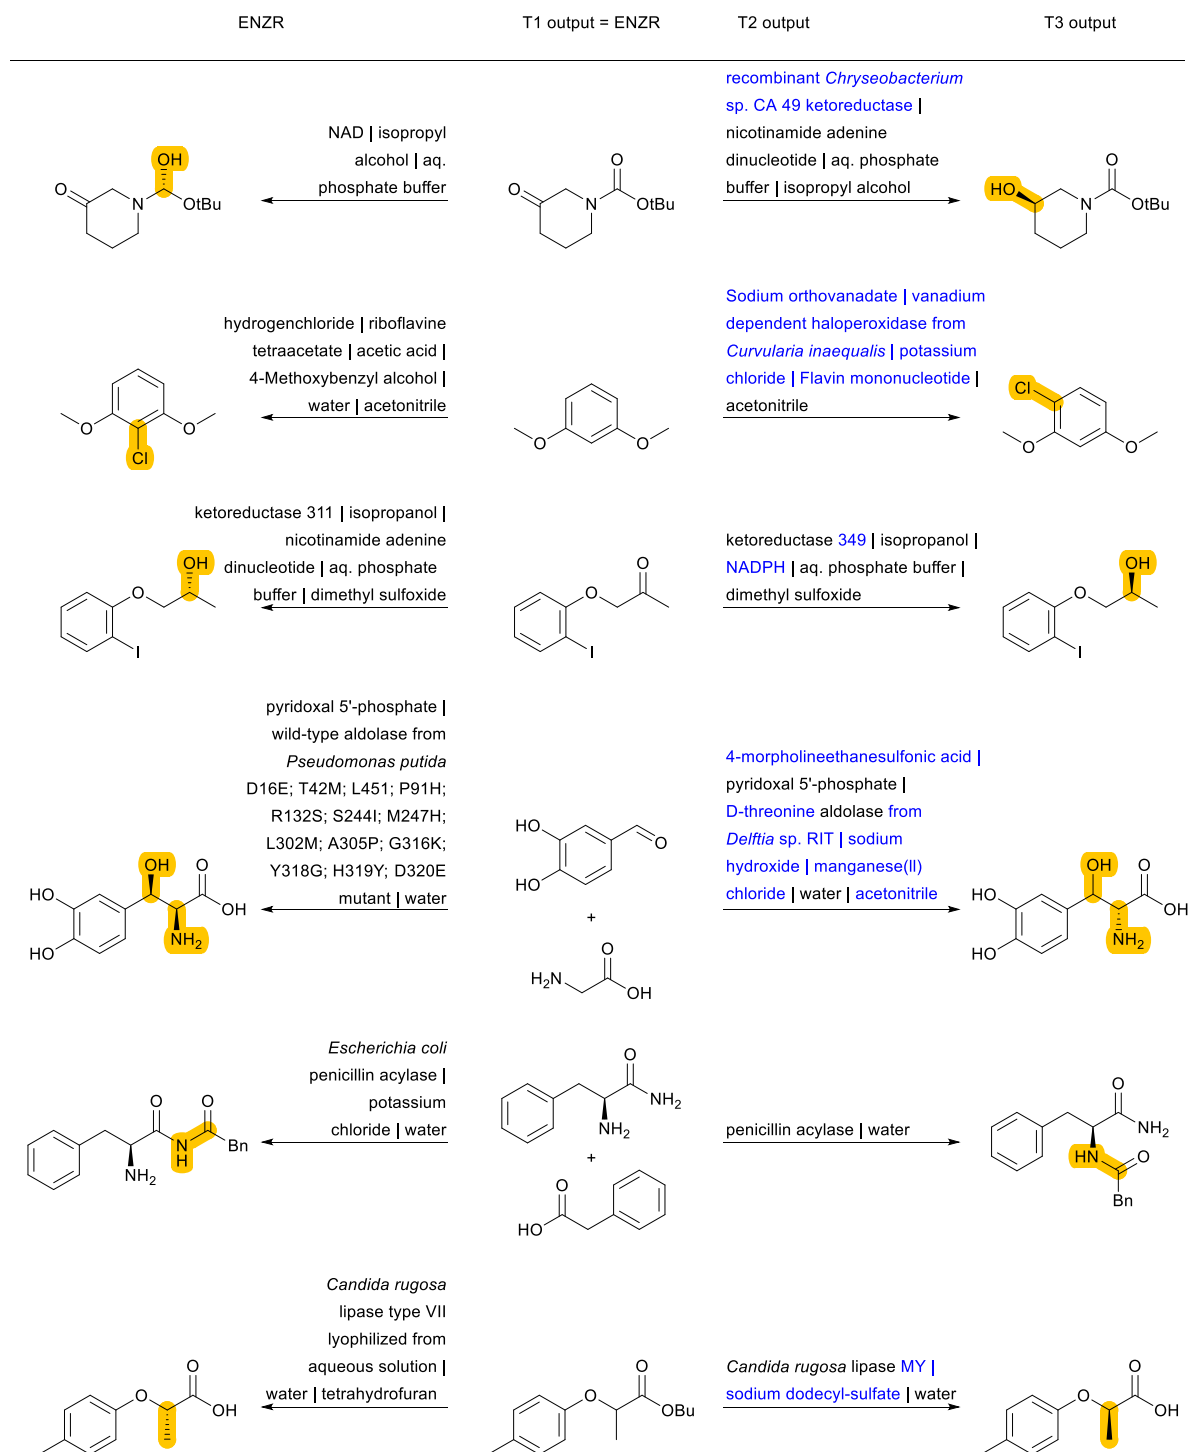 ENZR T1 output = ENZR T2 output T3 output
recombinant Chryseobacterium
sp. CA 49 ketoreductase |
nicotinamide adenine
dinucleotide | aq. phosphate
buffer | isopropyl alcohol
NAD | isopropyl
alcohol | aq.
phosphate buffer
OH
O
N
OtBu
O
O
N
OtBu
HO
O
N
OtBu
hydrogenchloride | riboflavine
tetraacetate | acetic acid |
4-Methoxybenzyl alcohol |
water | acetonitrile
Sodium orthovanadate | vanadium
dependent haloperoxidase from
Curvularia inaequalis | potassium
chloride | Flavin mononucleotide |
acetonitrile
O
O
Cl
O
O
Cl
O
O
ketoreductase 311 | isopropanol |
nicotinamide adenine
dinucleotide | aq. phosphate
buffer | dimethyl sulfoxide
ketoreductase 349 | isopropanol |
NADPH | aq. phosphate buffer |
dimethyl sulfoxide
OH
O
I
O
O
I
OH
O
I
pyridoxal 5'-phosphate |
wild-type aldolase from
Pseudomonas putida
D16E; T42M; L451; P91H;
R132S; S244I; M247H;
L302M; A305P; G316K;
Y318G; H319Y; D320E
mutant | water
4-morpholineethanesulfonic acid |
pyridoxal 5'-phosphate |
D-threonine aldolase from
Delftia sp. RIT | sodium
hydroxide | manganese(II)
chloride | water | acetonitrile
OH
O
HO
OH
HO
NH2
HO
O
HO
+
O
H2N
OH
OH
O
HO
OH
HO
NH2
Escherichia coli
penicillin acylase |
potassium
chloride | water
penicillin acylase | water
O
O
N
H
Bn
NH2
O
NH2
NH2
+
O
HO
O
NH2
HN
O
Bn
Candida rugosa
lipase type VII
lyophilized from
aqueous solution |
water | tetrahydrofuran
Candida rugosa lipase MY |
sodium dodecyl-sulfate | water
O
O
OH
O
O
OBu
O
O
OH